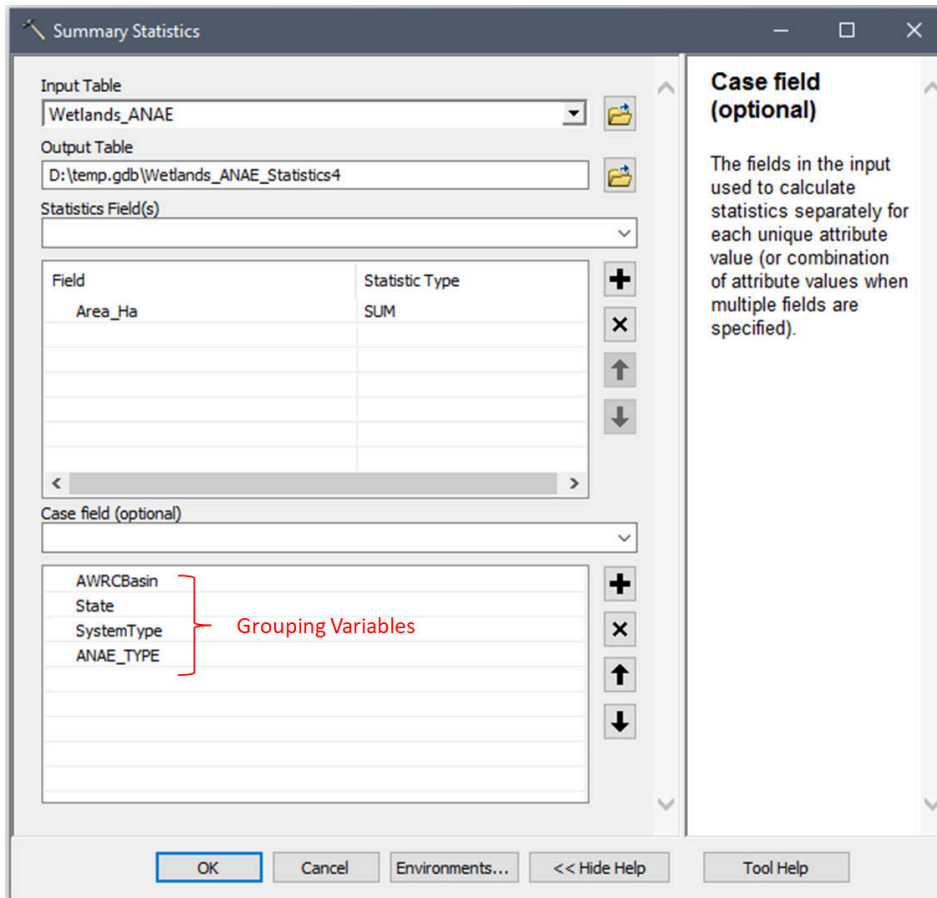 Summary Statistics
Input Table
Wetlands_ANAE
Output Table
D:\temp.gdb\Wetlands_ANAE_Statistics4
Statistics Field(s)
Field Statistic Type
Area_Ha SUM
Case field (optional)
AWRCBasin
State
SystemType
ANAE_TYPE
Grouping Variables
OK Cancel Environments... << Hide Help Tool Help
Case field
(optional)
The fields in the input
used to calculate
statistics separately for
each unique attribute
value (or combination
of attribute values when
multiple fields are
specified).